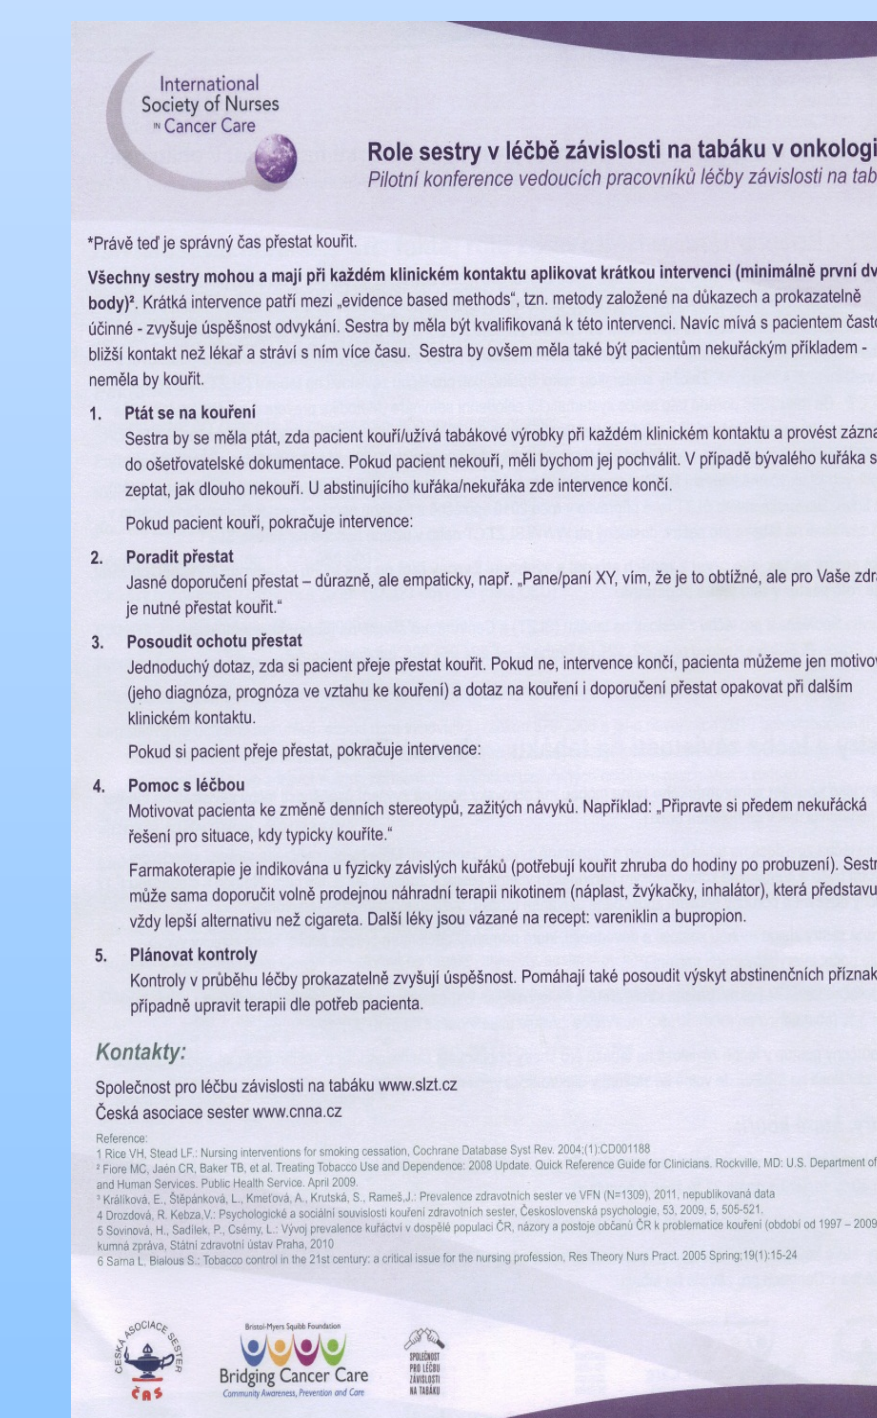 International
Society of Nurses
IN Cancer Care
Role sestry v léčbě závislosti na tabáku v onkologi
Pilotní konference vedoucích pracovníků léčby závislosti na tab
*Právě teď je správný čas přestat kouřit.
Všechny sestry mohou a mají při každém klinickém kontaktu aplikovat krátkou intervenci (minimálně první dv
body)². Krátká intervence patří mezi „evidence based methods“, tzn. metody založené na důkazech a prokazatelně
účinné - zvyšuje úspěšnost odvykání. Sestra by měla být kvalifikovaná k této intervenci. Navíc mívá s pacientem často
bližší kontakt než lékař a stráví s ním více času. Sestra by ovšem měla také být pacientům nekuřáckým příkladem -
neměla by kouřit.
1. Ptát se na kouření
Sestra by se měla ptát, zda pacient kouří/užívá tabákové výrobky při každém klinickém kontaktu a provést zázna
do ošetřovatelské dokumentace. Pokud pacient nekouří, měli bychom jej pochválit. V případě bývalého kuřáka s
zeptat, jak dlouho nekouří. U abstinujícího kuřáka/nekuřáka zde intervence končí.
Pokud pacient kouří, pokračuje intervence:
2. Poradit přestat
Jasné doporučení přestat – důrazně, ale empaticky, např. „Pane/paní XY, vím, že je to obtížné, ale pro Vaše zdra
je nutné přestat kouřit.“
3. Posoudit ochotu přestat
Jednoduchý dotaz, zda si pacient přeje přestat kouřit. Pokud ne, intervence končí, pacienta můžeme jen motivov
(jeho diagnóza, prognóza ve vztahu ke kouření) a dotaz na kouření i doporučení přestat opakovat při dalším
klinickém kontaktu.
Pokud si pacient přeje přestat, pokračuje intervence:
4. Pomoc s léčbou
Motivovat pacienta ke změně denních stereotypů, zažitých návyků. Například: „Připravte si předem nekuřácká
řešení pro situace, kdy typicky kouříte.“
Farmakoterapie je indikována u fyzicky závislých kuřáků (potřebují kouřit zhruba do hodiny po probuzení). Sestr
může sama doporučit volně prodejnou náhradní terapii nikotinem (náplast, žvýkačky, inhalátor), která představu
vždy lepší alternativu než cigareta. Další léky jsou vázané na recept: vareniklin a bupropion.
5. Plánovat kontroly
Kontroly v průběhu léčby prokazatelně zvyšují úspěšnost. Pomáhají také posoudit výskyt abstinenčních příznak
případně upravit terapii dle potřeb pacienta.
Kontakty:
Společnost pro léčbu závislosti na tabáku www.slzt.cz
Česká asociace sester www.cnna.cz
Reference:
1 Rice VH, Stead LF.: Nursing interventions for smoking cessation, Cochrane Database Syst Rev. 2004;(1):CD001188
² Fiore MC, Jaén CR, Baker TB, et al. Treating Tobacco Use and Dependence: 2008 Update. Quick Reference Guide for Clinicians. Rockville, MD: U.S. Department of
and Human Services. Public Health Service. April 2009.
³ Králíková, E., Štěpánková, L., Kmeťová, A., Krutská, S., Rameš,J.: Prevalence zdravotních sester ve VFN (N=1309), 2011, nepublikovaná data
4 Drozdová, R. Kebza,V.: Psychologické a sociální souvislosti kouření zdravotních sester, Československá psychologie, 53, 2009, 5, 505-521.
5 Sovinová, H., Sadílek, P., Csémy, L.: Vývoj prevalence kuřáctví v dospělé populaci ČR, názory a postoje občanů ČR k problematice kouření (období od 1997 – 2009
kumná zpráva, Státní zdravotní ústav Praha, 2010
6 Sarna L, Bialous S.: Tobacco control in the 21st century: a critical issue for the nursing profession, Res Theory Nurs Pract. 2005 Spring;19(1):15-24
ČESKÁ ASOCIACE SESTER
ČAS
Bristol-Myers Squibb Foundation
Bridging Cancer Care
Community Awareness, Prevention and Care
SPOLEČNOST
PRO LÉČBU
ZÁVISLOSTI
NA TABÁKU